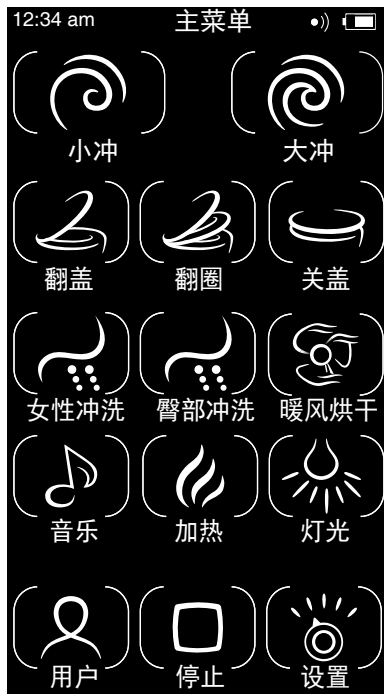 12:34 am 主菜单
小冲 大冲
翻盖 翻圈 关盖
女性冲洗 臀部冲洗 暖风烘干
音乐 加热 灯光
用户 停止 设置